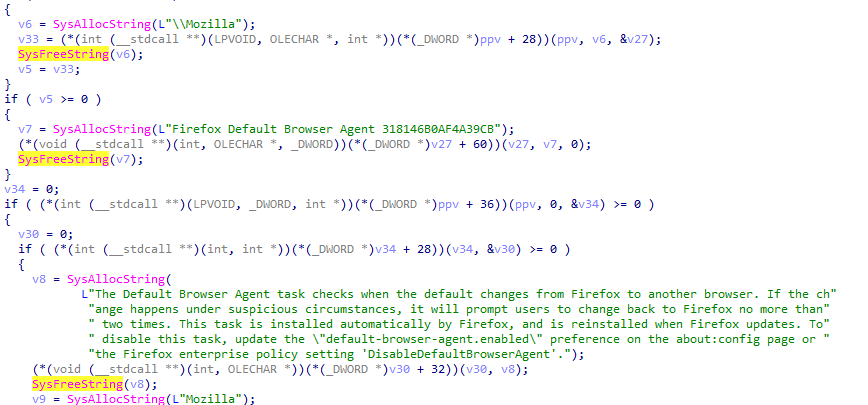 {
v6 = SysAllocString(L"\\Mozilla");
v33 = (*(int (__stdcall **)(LPVOID, OLECHAR *, int *))(*(_DWORD *)ppv + 28))(ppv, v6, &v27);
SysFreeString(v6);
v5 = v33;
}
if ( v5 >= 0 )
{
v7 = SysAllocString(L"Firefox Default Browser Agent 318146B0AF4A39CB");
(*(void (__stdcall **)(int, OLECHAR *, _DWORD))(*(_DWORD *)v27 + 60))(v27, v7, 0);
SysFreeString(v7);
}
v34 = 0;
if ( (*(int (__stdcall **)(LPVOID, _DWORD, int *))(*(_DWORD *)ppv + 36))(ppv, 0, &v34) >= 0 )
{
v30 = 0;
if ( (*(int (__stdcall **)(int, int *))(*(_DWORD *)v34 + 28))(v34, &v30) >= 0 )
{
v8 = SysAllocString(
L"The Default Browser Agent task checks when the default changes from Firefox to another browser. If the ch"
"ange happens under suspicious circumstances, it will prompt users to change back to Firefox no more than"
" two times. This task is installed automatically by Firefox, and is reinstalled when Firefox updates. To"
" disable this task, update the \"default-browser-agent.enabled\" preference on the about:config page or "
"the Firefox enterprise policy setting 'DisableDefaultBrowserAgent'.");
(*(void (__stdcall **)(int, OLECHAR *))(*(_DWORD *)v30 + 32))(v30, v8);
SysFreeString(v8);
v9 = SysAllocString(L"Mozilla");